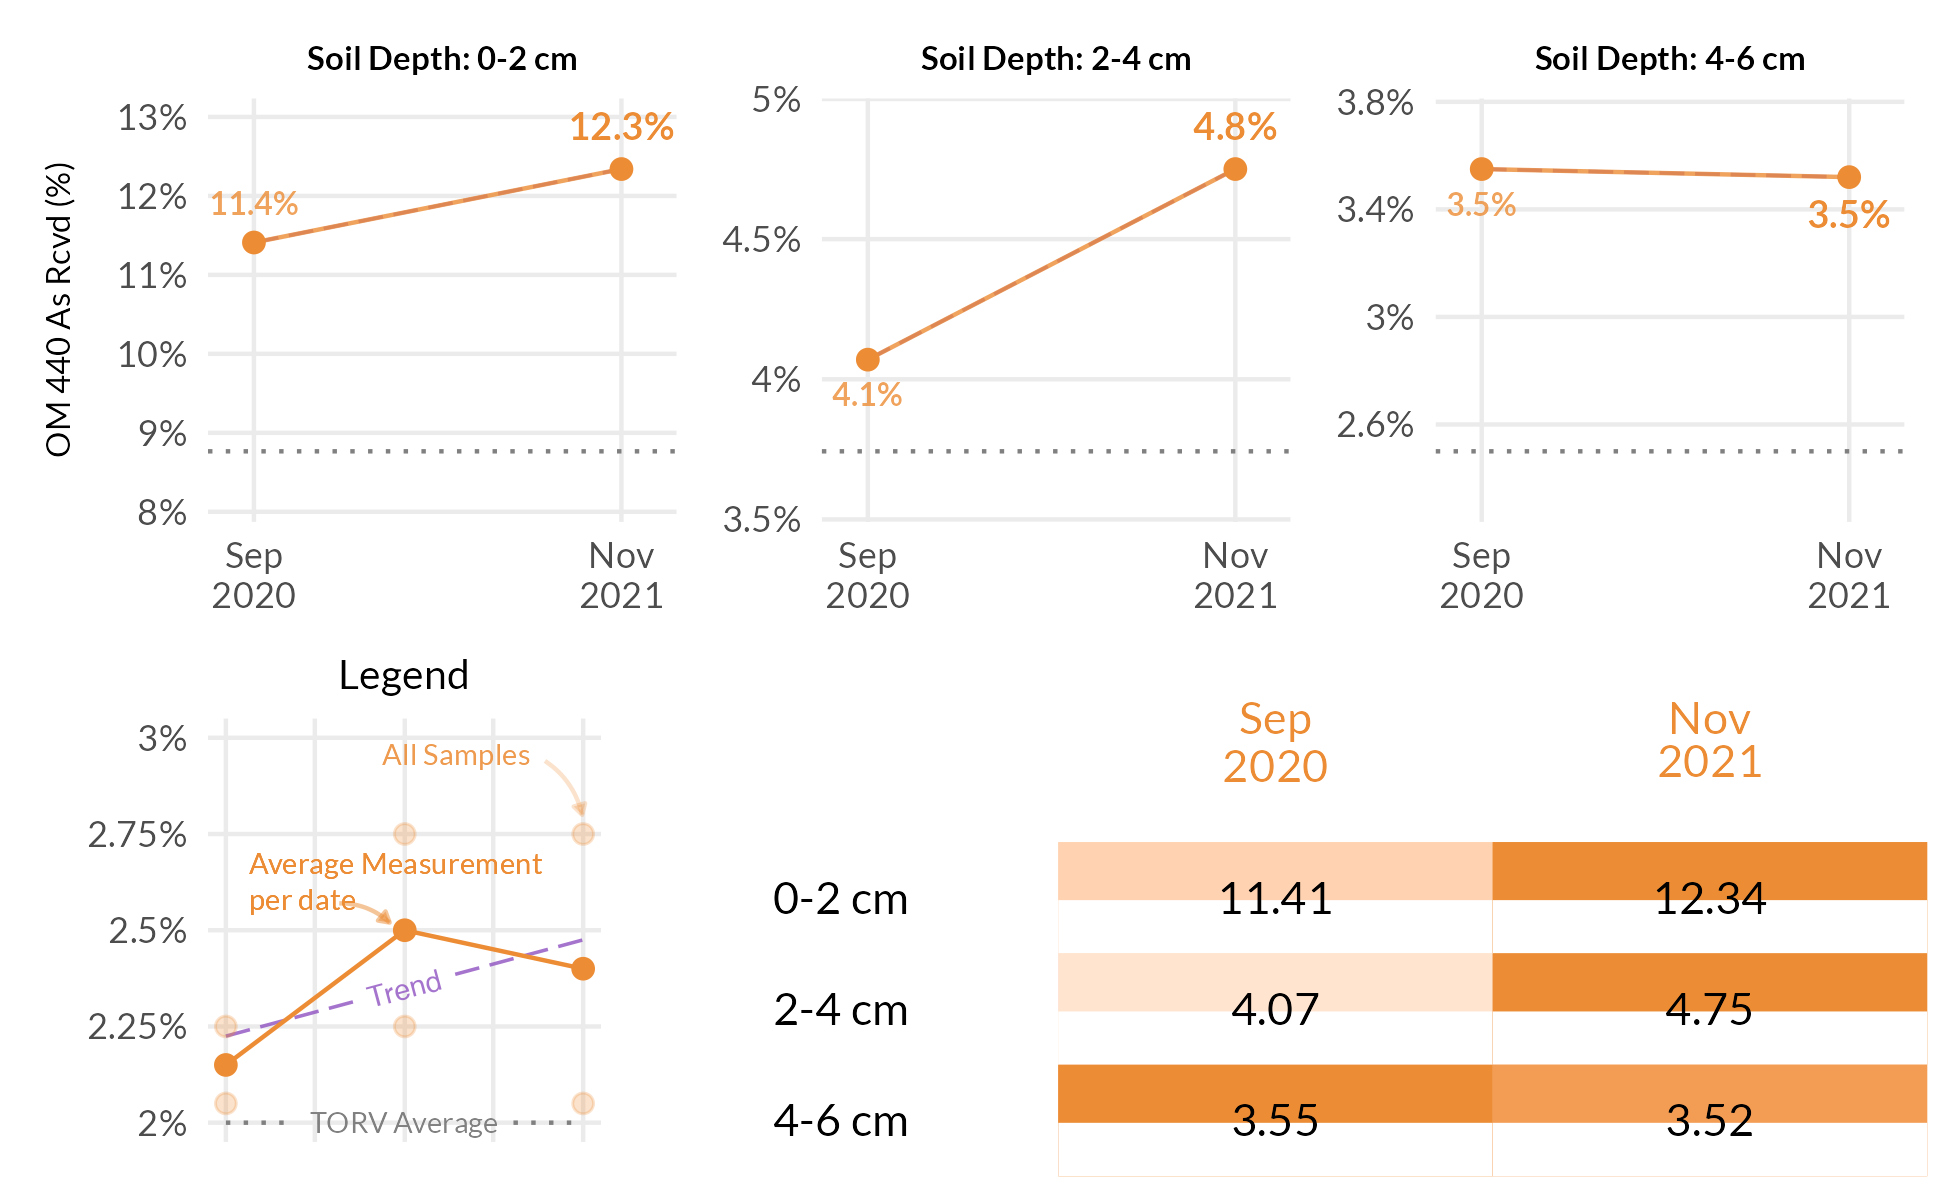 Soil Depth: 0-2 cm
Soil Depth: 2-4 cm
Soil Depth: 4-6 cm
OM 440 As Rcvd (%)
13%
12%
11%
10%
9%
8%
11.4%
12.3%
Sep
2020
Nov
2021
5%
4.5%
4%
3.5%
4.1%
4.8%
Sep
2020
Nov
2021
3.8%
3.4%
3%
2.6%
3.5%
3.5%
Sep
2020
Nov
2021
Legend
3%
2.75%
2.5%
2.25%
2%
All Samples
Average Measurement
per date
Trend
TORV Average
Sep
2020
Nov
2021
0-2 cm 11.41 12.34
2-4 cm 4.07 4.75
4-6 cm 3.55 3.52